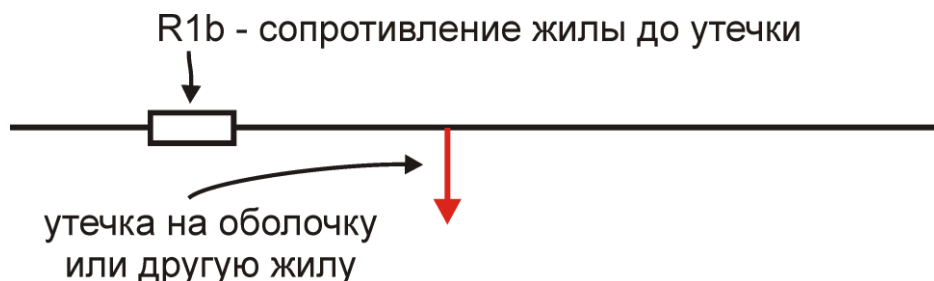 R1b - сопротивление жилы до утечки
утечка на оболочку
или другую жилу